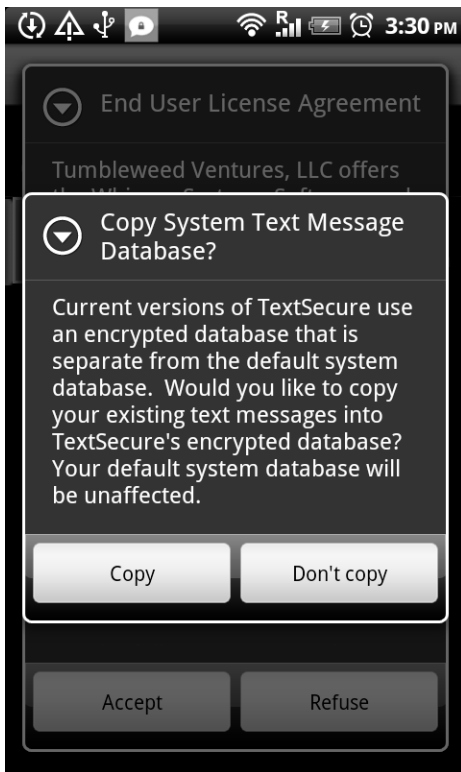 R
3:30 PM
End User License Agreement
Tumbleweed Ventures, LLC offers
Copy System Text Message
Database?
Current versions of TextSecure use
an encrypted database that is
separate from the default system
database.  Would you like to copy
your existing text messages into
TextSecure's encrypted database?
Your default system database will
be unaffected.
Copy
Don't copy
Accept
Refuse